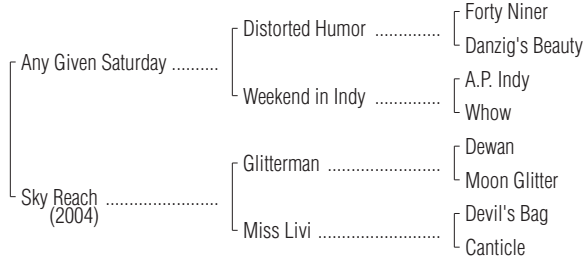 Forty Niner
Distorted Humor ..............
Danzig's Beauty
Any Given Saturday ..........
A.P. Indy
Weekend in Indy ..............
Whow
Dewan
Glitterman ........................
Moon Glitter
Sky Reach ........................
(2004)
Devil's Bag
Miss Livi ..........................
Canticle